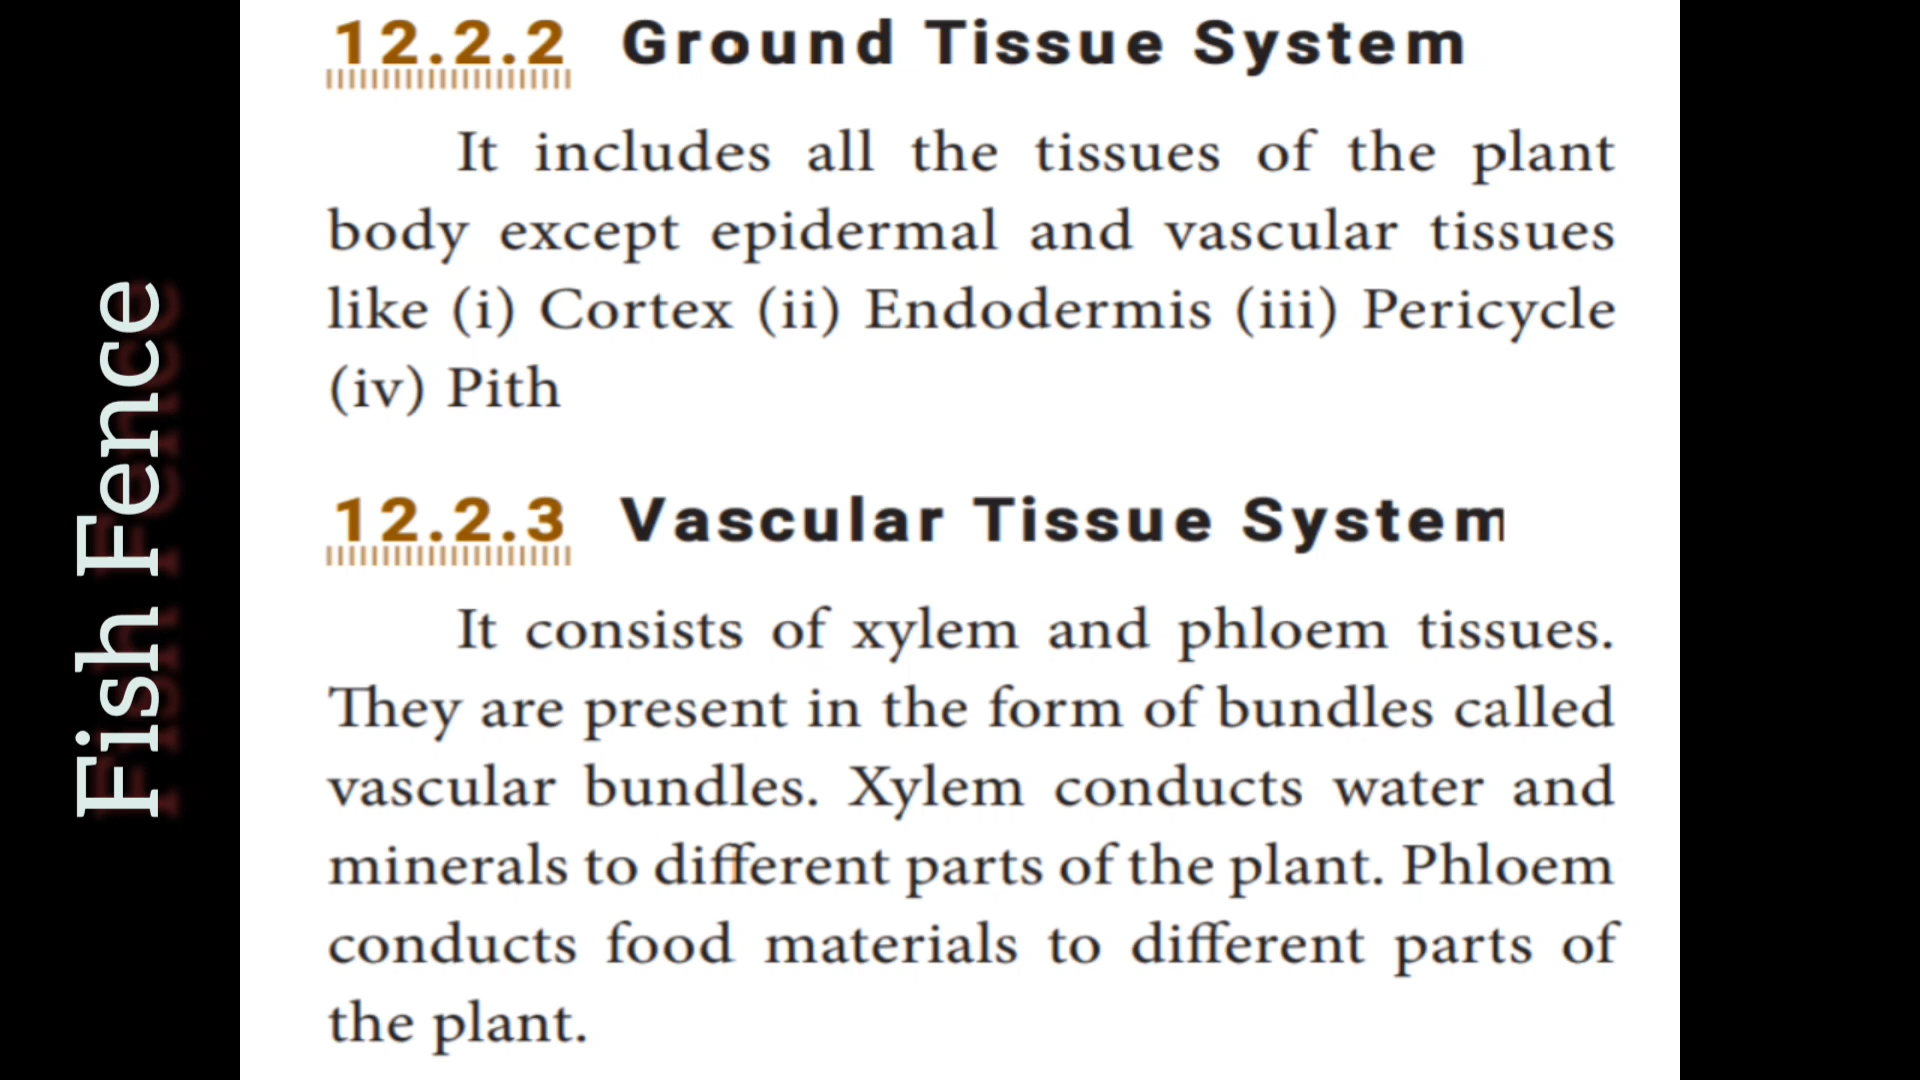 Fish Fence
12.2.2 Ground Tissue System
It includes all the tissues of the plant
body except epidermal and vascular tissues
like (i) Cortex (ii) Endodermis (iii) Pericycle
(iv) Pith
12.2.3 Vascular Tissue System
It consists of xylem and phloem tissues.
They are present in the form of bundles called
vascular bundles. Xylem conducts water and
minerals to different parts of the plant. Phloem
conducts food materials to different parts of
the plant.